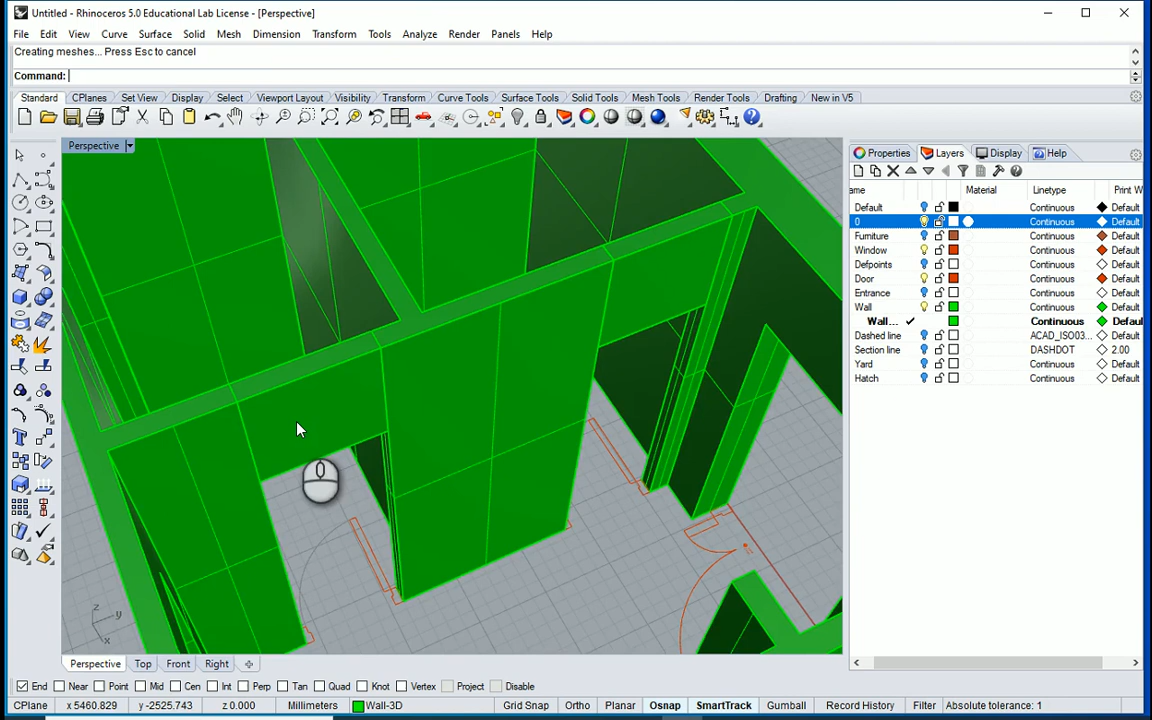 Untitled - Rhinoceros 5.0 Educational Lab License - [Perspective]
File Edit View Curve Surface Solid Mesh Dimension Transform Tools Analyze Render Panels Help
Creating meshes... Press Esc to cancel
Command:
Standard CPlanes Set View Display Select Viewport Layout Visibility Transform Curve Tools Surface Tools Solid Tools Mesh Tools Render Tools Drafting New in V5
Perspective
Properties Layers Display Help
ame Material Linetype Print W
Default Continuous Default
0 Continuous Default
Furniture Continuous Default
Window Continuous Default
Defpoints Continuous Default
Door Continuous Default
Entrance Continuous Default
Wall Continuous Default
Wall... Continuous Defaul
Dashed line ACAD_ISO03... Default
Section line DASHDOT 2.00
Yard Continuous Default
Hatch Continuous Default
z
y
x
Perspective Top Front Right
End Near Point Mid Cen Int Perp Tan Quad Knot Vertex Project Disable
CPlane x 5460.829 y -2525.743 z 0.000 Millimeters Wall-3D Grid Snap Ortho Planar Osnap SmartTrack Gumball Record History Filter Absolute tolerance: 1